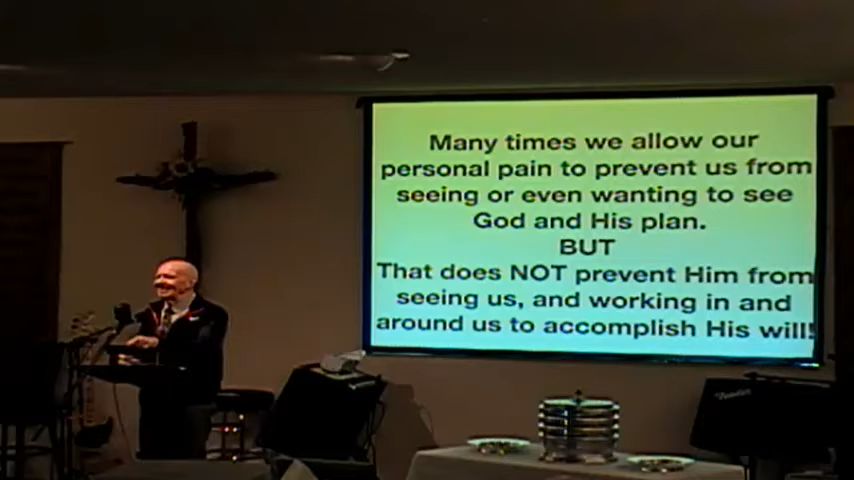 Many times we allow our
personal pain to prevent us from
seeing or even wanting to see
God and His plan.
BUT
That does NOT prevent Him from
seeing us, and working in and
around us to accomplish His will!
Fender